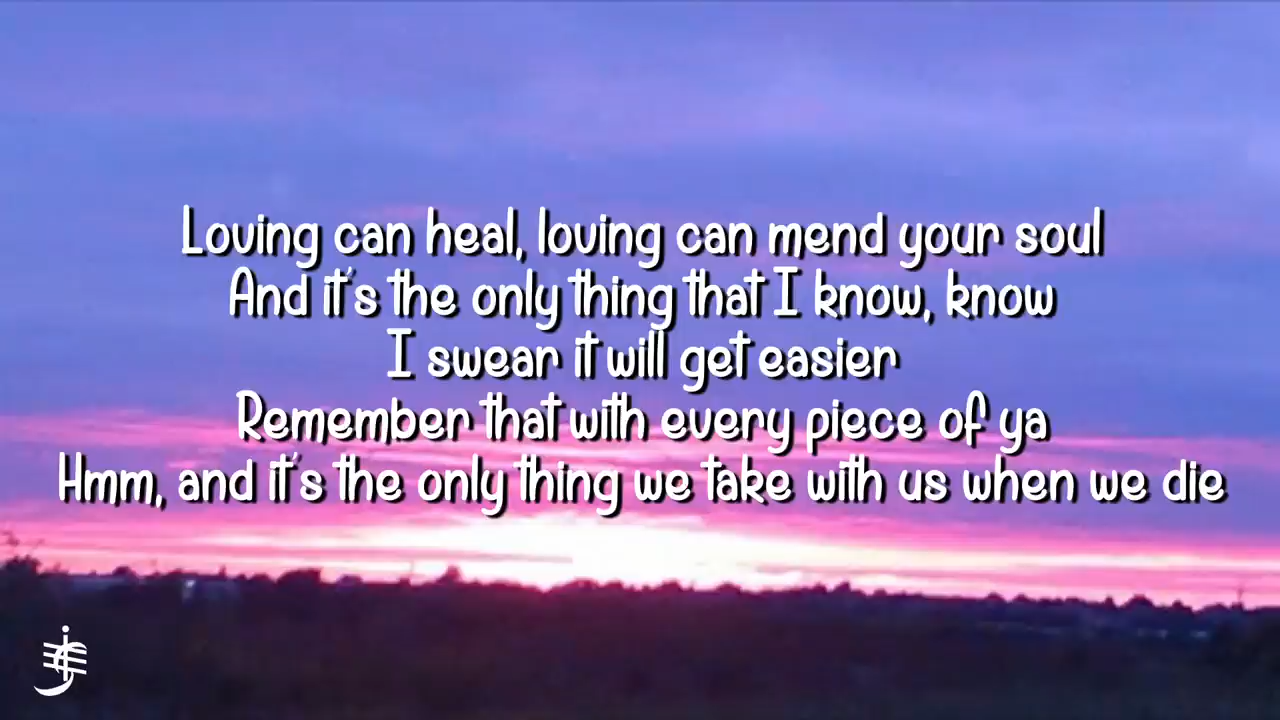 Loving can heal, loving can mend your soul
And it's the only thing that I know, know
I swear it will get easier
Remember that with every piece of ya
Hmm, and it's the only thing we take with us when we die